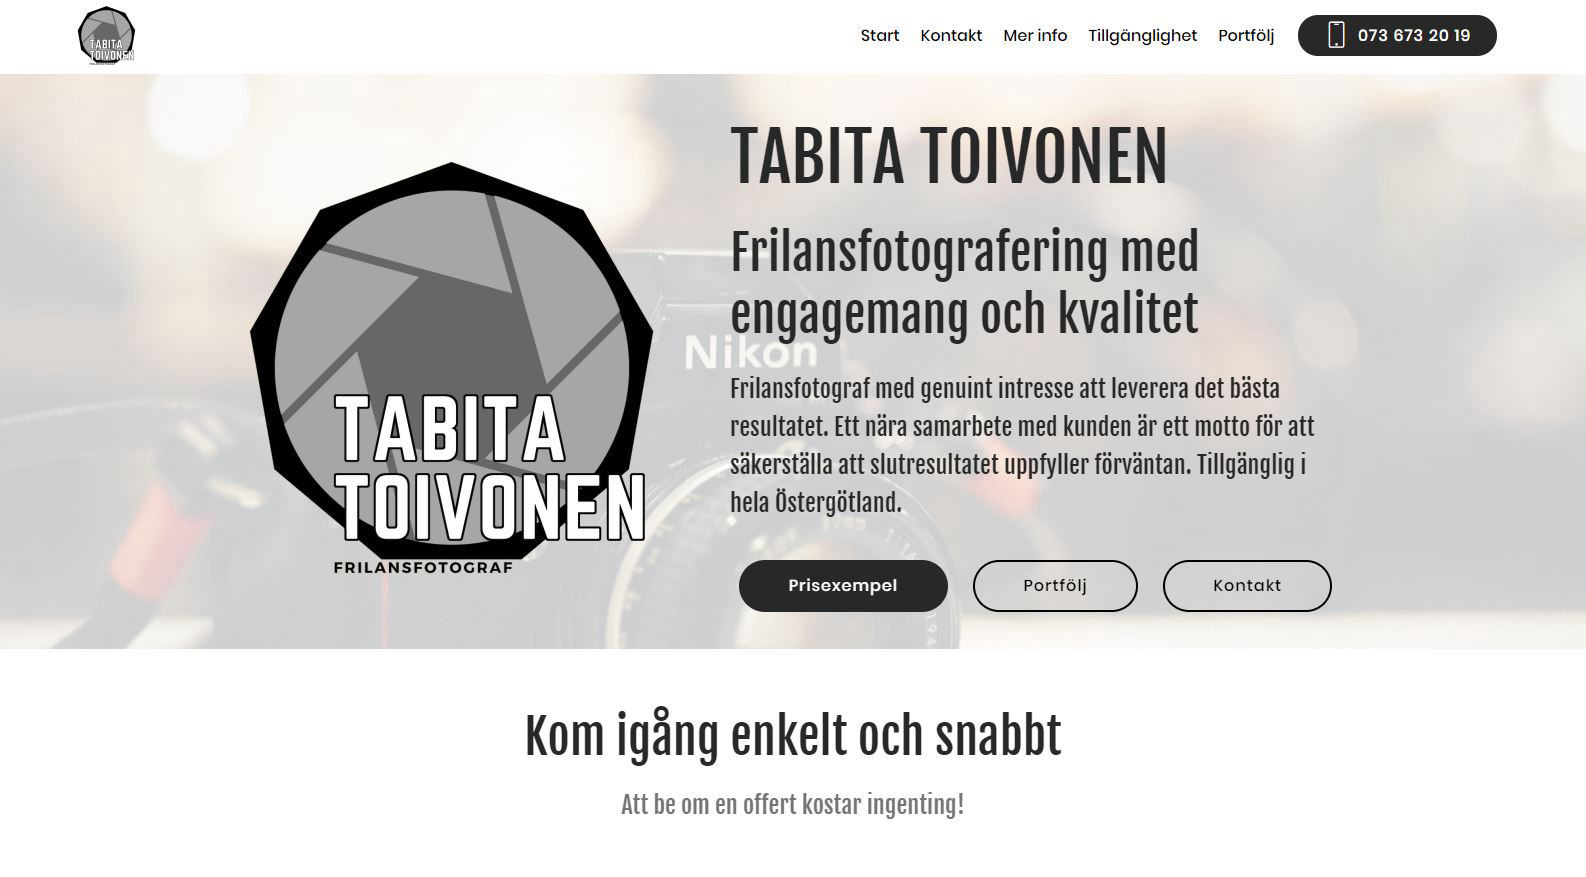 TABITA
TOIVONEN
Start Kontakt Mer info Tillgänglighet Portfölj 073 673 20 19
TABITA
TOIVONEN
FRILANSFOTOGRAF
TABITA TOIVONEN
Frilansfotografering med
engagemang och kvalitet
Nikon
Frilansfotograf med genuint intresse att leverera det bästa
resultatet. Ett nära samarbete med kunden är ett motto för att
säkerställa att slutresultatet uppfyller förväntan. Tillgänglig i
hela Östergötland.
Prisexempel Portfölj Kontakt
Kom igång enkelt och snabbt
Att be om en offert kostar ingenting!